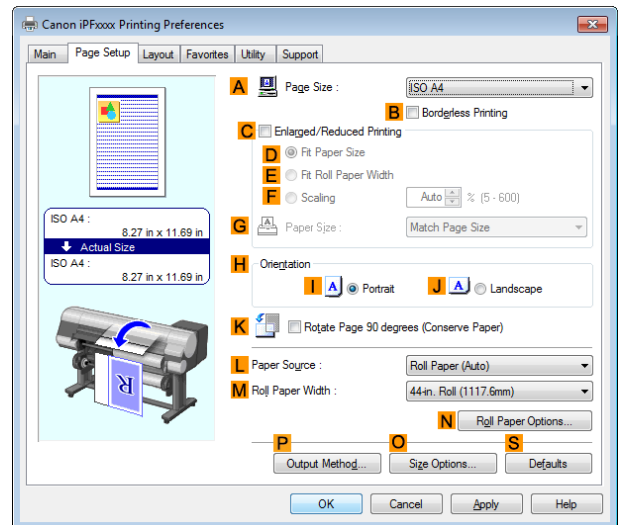 Canon iPFxxxx Printing Preferences
Main Page Setup Layout Favorites Utility Support
A Page Size : ISO A4
B Borderless Printing
C Enlarged/Reduced Printing
D Fit Paper Size
E Fit Roll Paper Width
F Scaling Auto % (5 - 600)
G Paper Size : Match Page Size
ISO A4 :
8.27 in x 11.69 in
Actual Size
ISO A4 :
8.27 in x 11.69 in
H Orientation
I A Portrait J A Landscape
K Rotate Page 90 degrees (Conserve Paper)
R
L Paper Source : Roll Paper (Auto)
M Roll Paper Width : 44-in. Roll (1117.6mm)
N Roll Paper Options...
P O S
Output Method... Size Options... Defaults
OK Cancel Apply Help